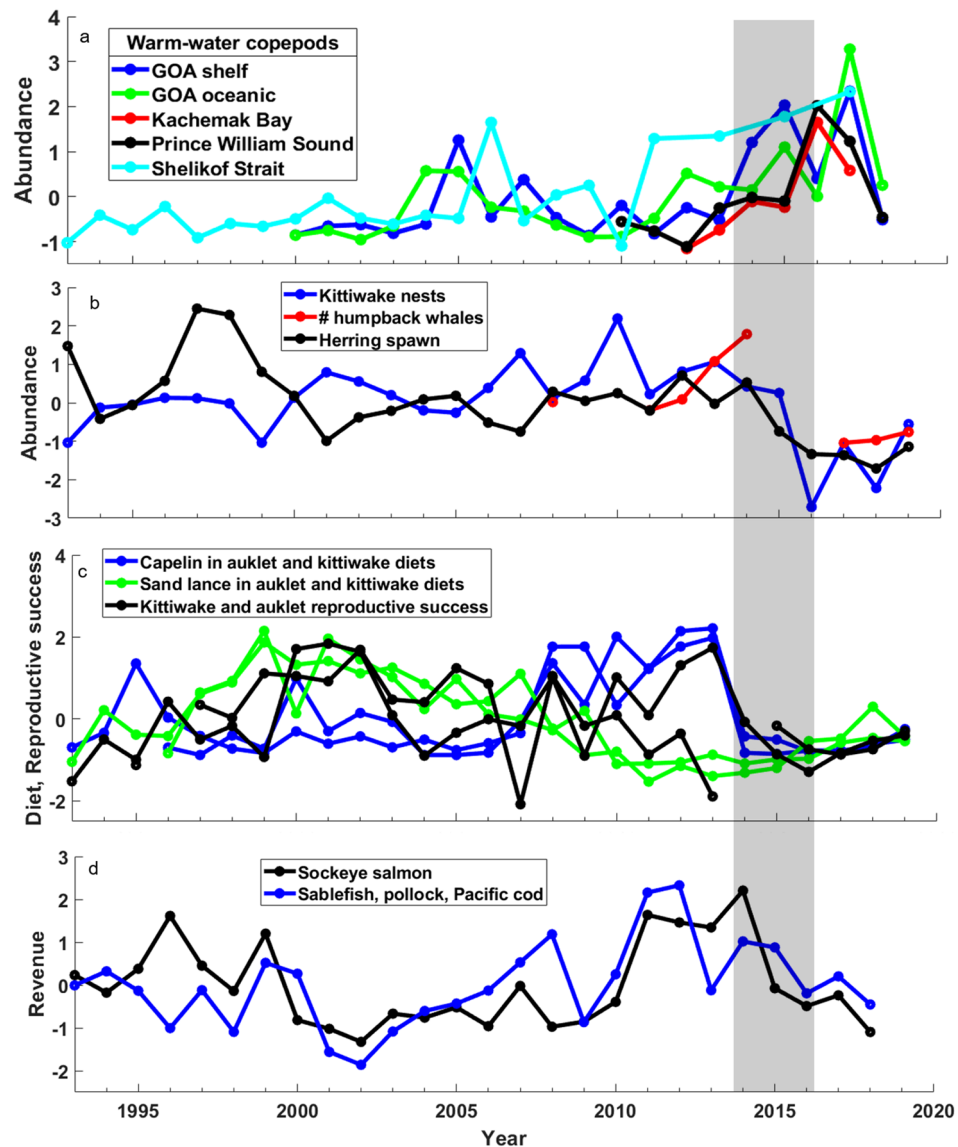 a
Warm-water copepods
GOA shelf
GOA oceanic
Kachemak Bay
Prince William Sound
Shelikof Strait
Abundance
4
3
2
1
0
-1
b
Kittiwake nests
# humpback whales
Herring spawn
Abundance
3
2
1
0
-1
-2
-3
c
Capelin in auklet and kittiwake diets
Sand lance in auklet and kittiwake diets
Kittiwake and auklet reproductive success
Diet, Reproductive succcess
4
2
0
-2
d
Sockeye salmon
Sablefish, pollock, Pacific cod
Revenue
3
2
1
0
-1
-2
1995 2000 2005 2010 2015 2020
Year